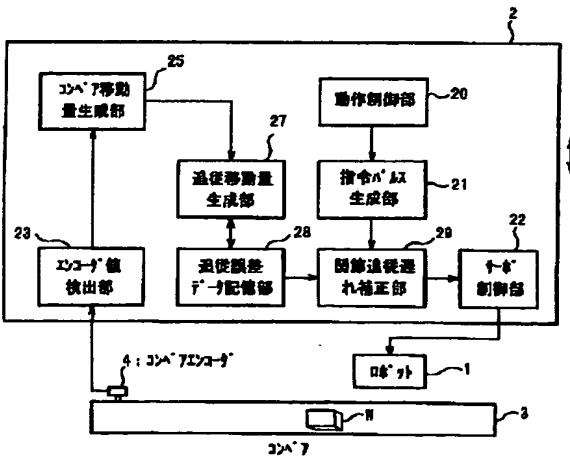 2
25
ｺﾝﾍﾞｱ移動
量生成部
20
動作制御部
27
追従移動量
生成部
21
指令ﾊﾟﾙｽ
生成部
23
ｴﾝｺｰﾀﾞ値
検出部
28
追従誤差
ﾃﾞｰﾀ記憶部
29
関節追従遅
れ補正部
22
ｻｰﾎﾞ
制御部
4：ｺﾝﾍﾞｱｴﾝｺｰﾀﾞ
ﾛﾎﾞｯﾄ
1
W
3
ｺﾝﾍﾞｱ